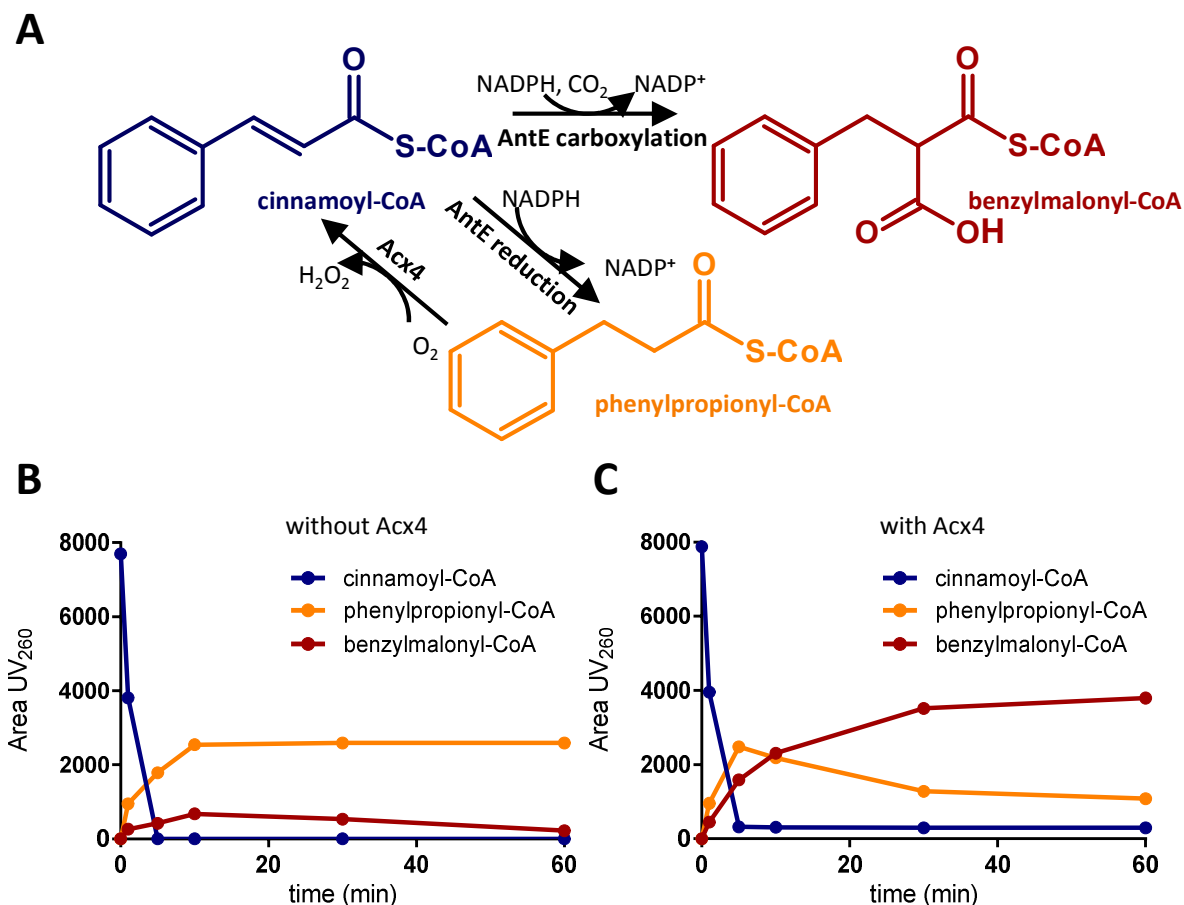 A
O
S-CoA
cinnamoyl-CoA
NADPH, CO₂ NADP⁺
AntE carboxylation
O
S-CoA
benzylmalonyl-CoA
O
OH
NADPH
AntE reduction
NADP⁺
Acx4
H₂O₂
O₂
O
S-CoA
phenylpropionyl-CoA
B
without Acx4
cinnamoyl-CoA
phenylpropionyl-CoA
benzylmalonyl-CoA
Area UV₂₆₀
8000
6000
4000
2000
0
0 20 40 60
time (min)
C
with Acx4
cinnamoyl-CoA
phenylpropionyl-CoA
benzylmalonyl-CoA
Area UV₂₆₀
8000
6000
4000
2000
0
0 20 40 60
time (min)